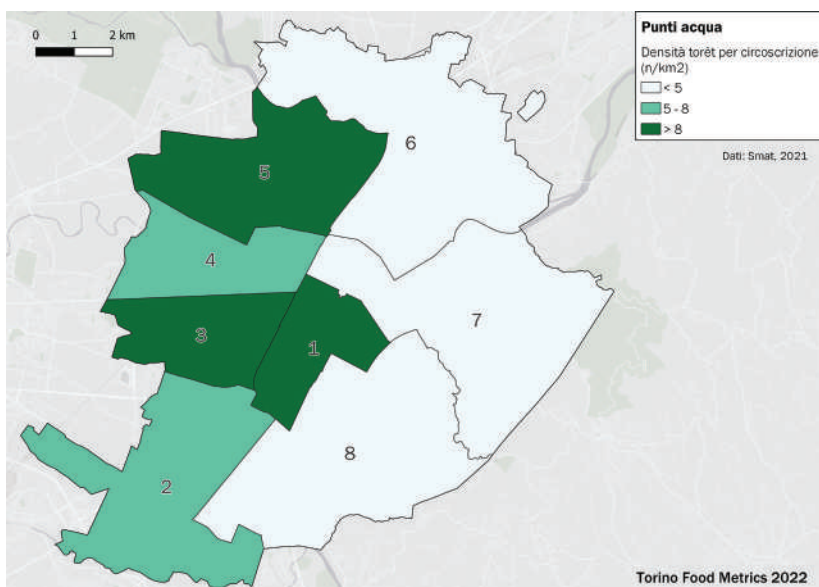 0 1 2 km
Punti acqua
Densità torèt per circoscrizione
(n/km2)
< 5
5 - 8
> 8
Dati: Smat, 2021
6
5
4
7
3
1
8
2
Torino Food Metrics 2022